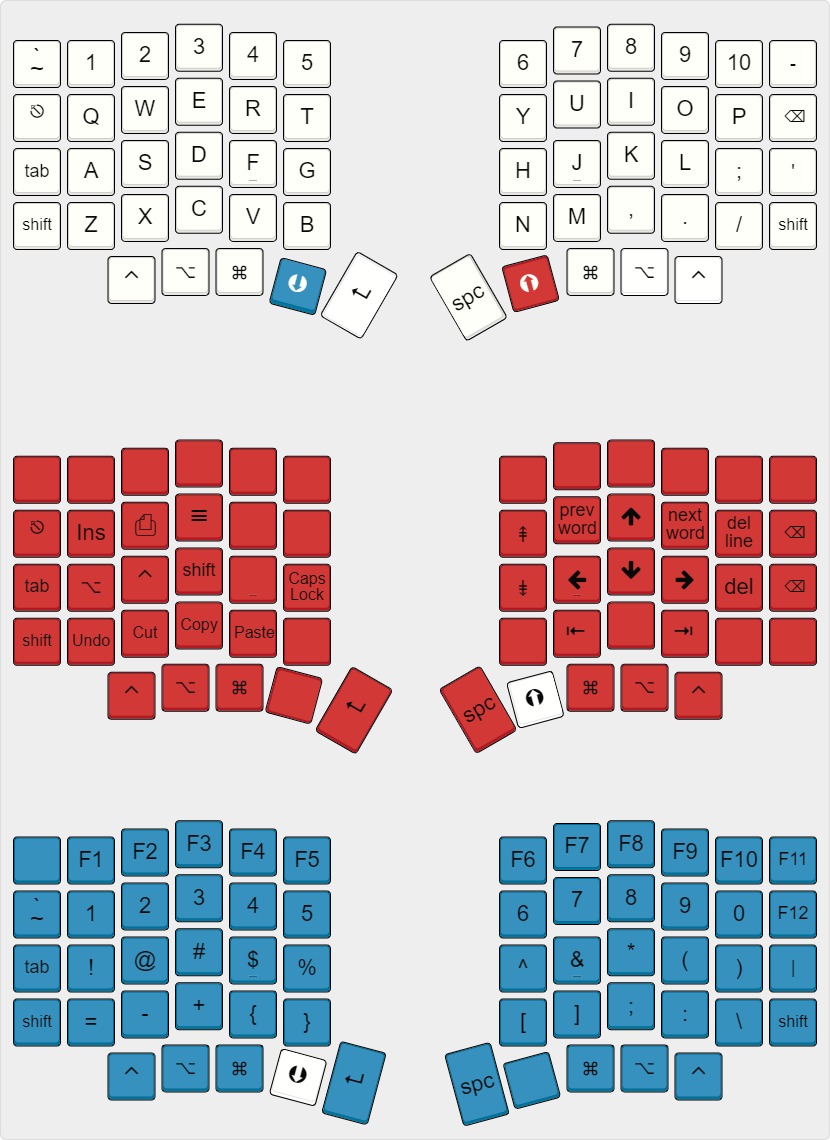 ` 1 2 3 4 5 6 7 8 9 10 -
~
⎋ Q W E R T Y U I O P ⌫
tab A S D F G H J K L ; '
_ _
shift Z X C V B N M , . / shift
^ ⌥ ⌘ ↵ spc ⌘ ⌥ ^
⎋ Ins ≡ ⇞ prev word ↑ next word del line ⌫
tab ⌥ ^ shift _ Caps Lock ⇟ ← _ ↓ → del ⌫
shift Undo Cut Copy Paste ⇤ ⇥
^ ⌥ ⌘ ↵ spc ⌘ ⌥ ^
F1 F2 F3 F4 F5 F6 F7 F8 F9 F10 F11
` 1 2 3 4 5 6 7 8 9 0 F12
~
tab ! @ # $ % ^ & * ( ) |
_ _
shift = - + { } [ ] ; : \ shift
^ ⌥ ⌘ ↵ spc ⌘ ⌥ ^